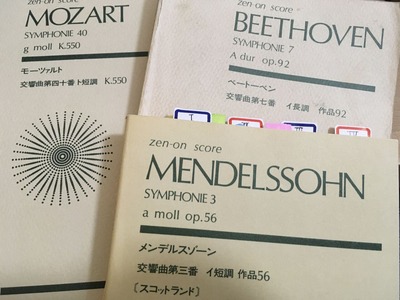 zen-on score
MOZART
SYMPHONIE 40
g moll K.550
モーツァルト
交響曲第四十番 ト短調 K.550
zen-on score
BEETHOVEN
SYMPHONIE 7
A dur op.92
ベートーベン
交響曲第七番 イ長調 作品92
zen-on score
MENDELSSOHN
SYMPHONIE 3
a moll op.56
メンデルスゾーン
交響曲第三番 イ短調 作品56
〔スコットランド〕